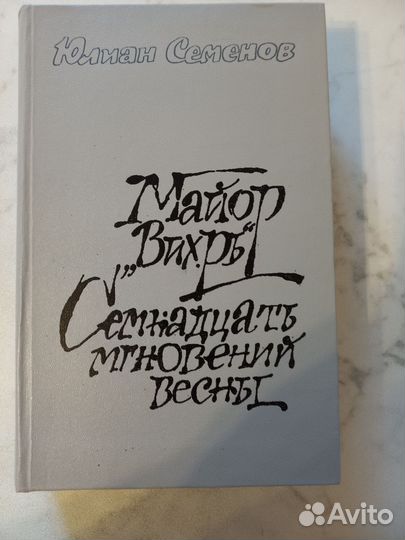 Юлиан Семенов
Майор
„Вихрь"
Семнадцать
мгновений
весны
Avito